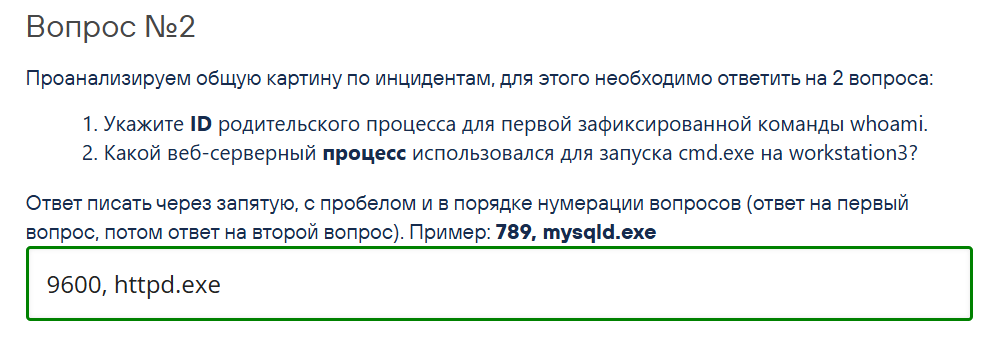 Вопрос №2
Проанализируем общую картину по инцидентам, для этого необходимо ответить на 2 вопроса:
1. Укажите ID родительского процесса для первой зафиксированной команды whoami.
2. Какой веб-серверный процесс использовался для запуска cmd.exe на workstation3?
Ответ писать через запятую, с пробелом и в порядке нумерации вопросов (ответ на первый
вопрос, потом ответ на второй вопрос). Пример: 789, mysqld.exe
9600, httpd.exe